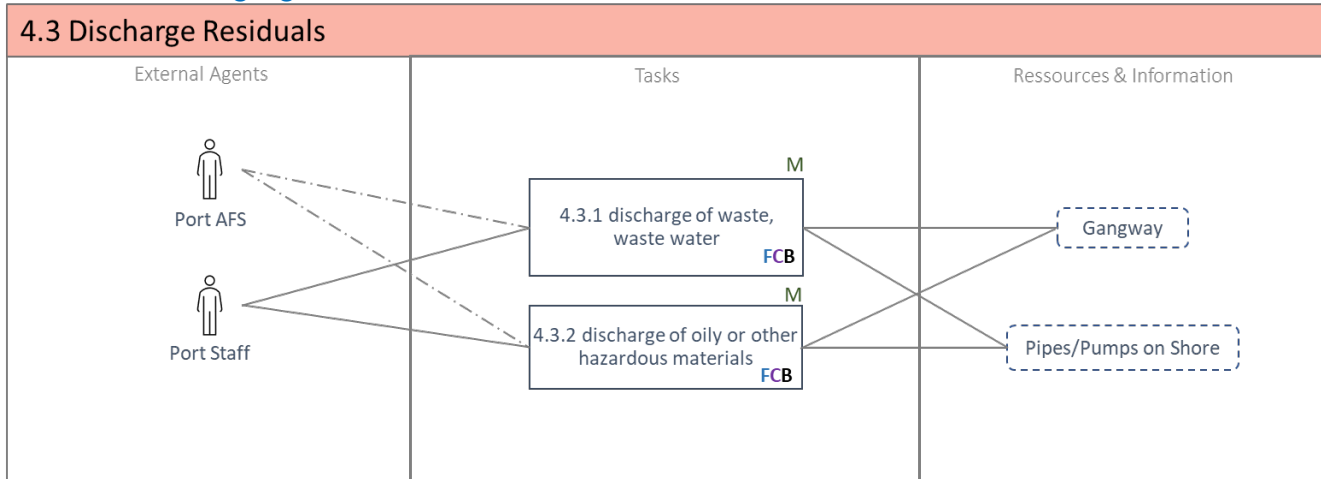 4.3 Discharge Residuals
External Agents
Tasks
Ressources & Information
M
Port AFS
4.3.1 discharge of waste,
waste water
FCB
Gangway
M
Port Staff
4.3.2 discharge of oily or other
hazardous materials
FCB
Pipes/Pumps on Shore